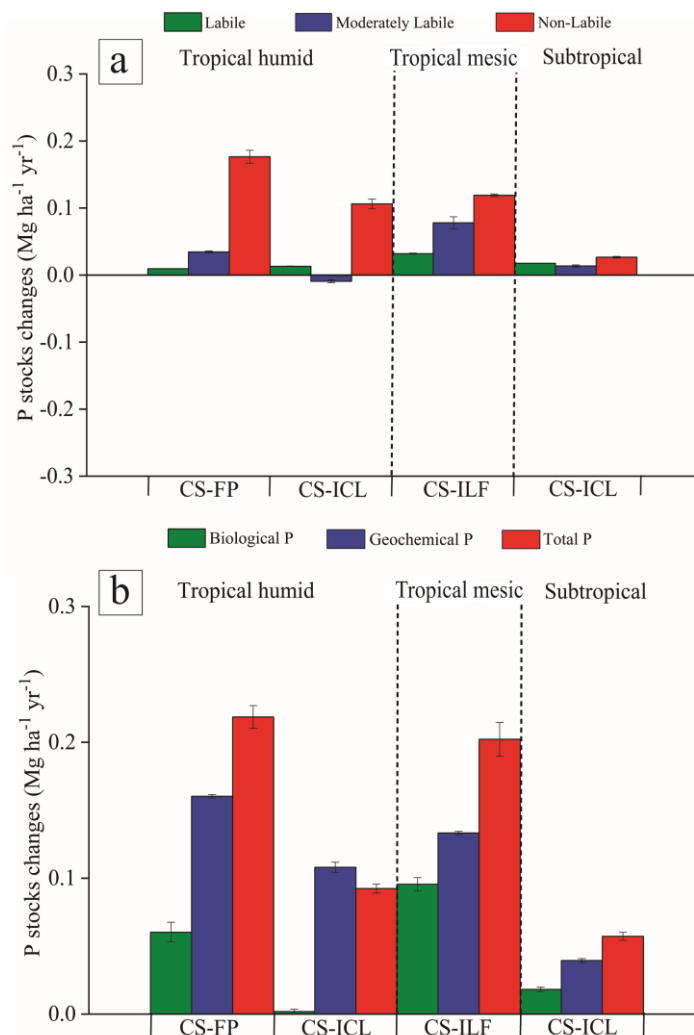 Labile Moderately Labile Non-Labile
a
Tropical humid Tropical mesic Subtropical
0.3
0.2
0.1
0.0
-0.1
-0.2
-0.3
P stocks changes (Mg ha⁻¹ yr⁻¹)
CS-FP CS-ICL CS-ILF CS-ICL
Biological P Geochemical P Total P
b
Tropical humid Tropical mesic Subtropical
0.3
0.2
0.1
0.0
P stocks changes (Mg ha⁻¹ yr⁻¹)
CS-FP CS-ICL CS-ILF CS-ICL